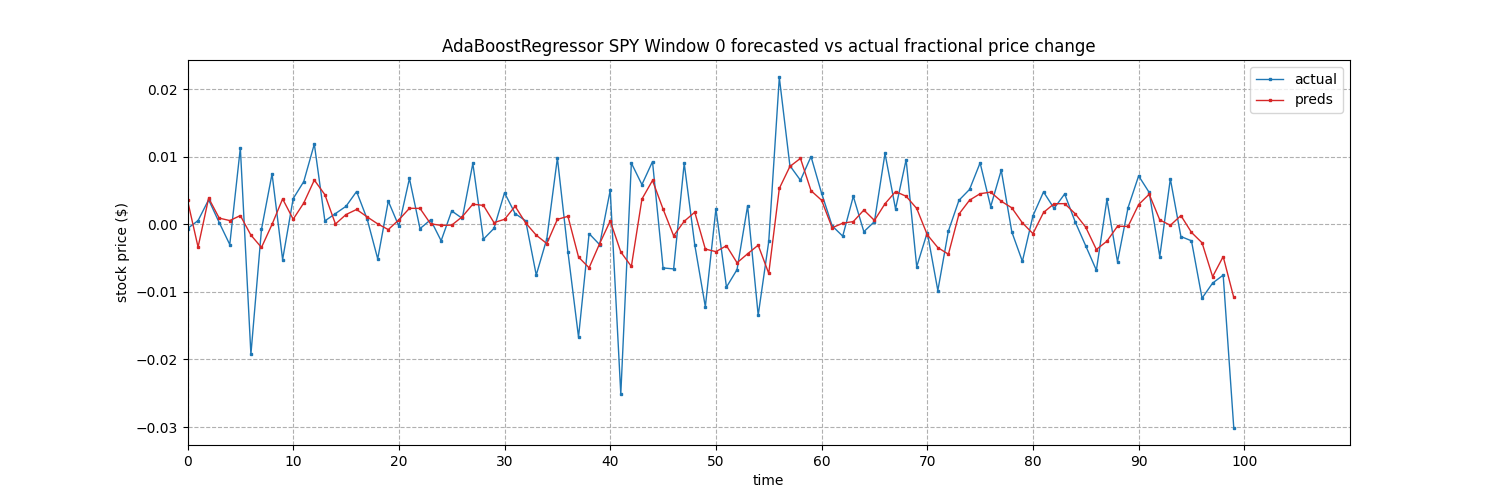 AdaBoostRegressor SPY Window 0 forecasted vs actual fractional price change
actual
preds
stock price ($)
0.02
0.01
0.00
−0.01
−0.02
−0.03
0 10 20 30 40 50 60 70 80 90 100
time